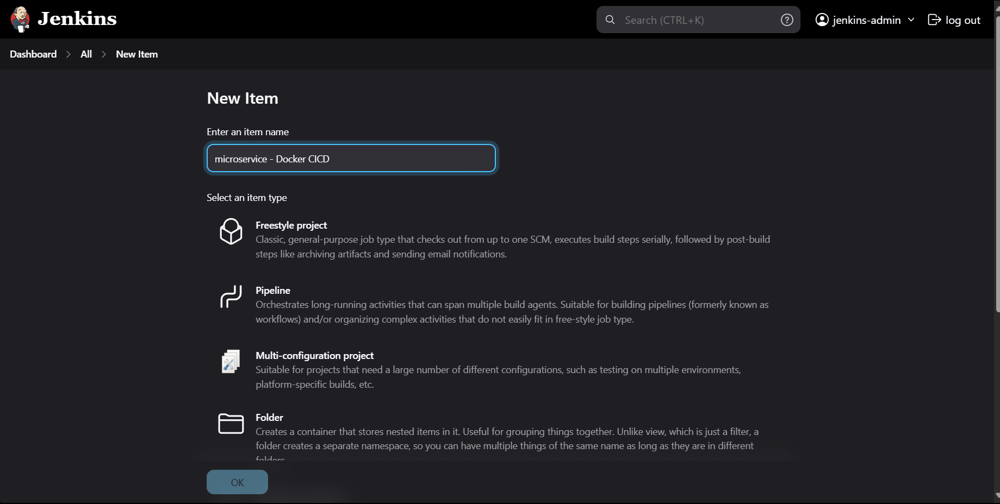 Jenkins
Search (CTRL+K)
jenkins-admin
log out
Dashboard
All
New Item
New Item
Enter an item name
microservice - Docker CICD
Select an item type
Freestyle project
Classic, general-purpose job type that checks out from up to one SCM, executes build steps serially, followed by post-build
steps like archiving artifacts and sending email notifications.
Pipeline
Orchestrates long-running activities that can span multiple build agents. Suitable for building pipelines (formerly known as
workflows) and/or organizing complex activities that do not easily fit in free-style job type.
Multi-configuration project
Suitable for projects that need a large number of different configurations, such as testing on multiple environments,
platform-specific builds, etc.
Folder
Creates a container that stores nested items in it. Useful for grouping things together. Unlike view, which is just a filter, a
folder creates a separate namespace, so you can have multiple things of the same name as long as they are in different
folders.
OK